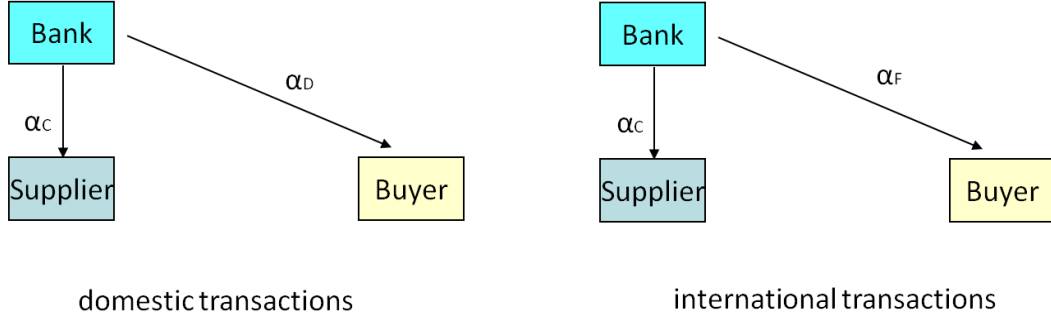 Bank
αD
αC
Supplier
Buyer
domestic transactions
Bank
αF
αC
Supplier
Buyer
international transactions